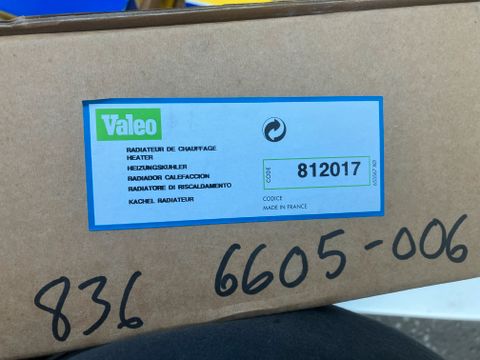 Valeo
RADIATEUR DE CHAUFFAGE
HEATER
HEIZUNGSKUHLER
RADIADOR CALEFACCION
RADIATORE DI RISCALDAMENTO
KACHEL RADIATEUR
CODE
812017
CODICE
MADE IN FRANCE
836 6605-006